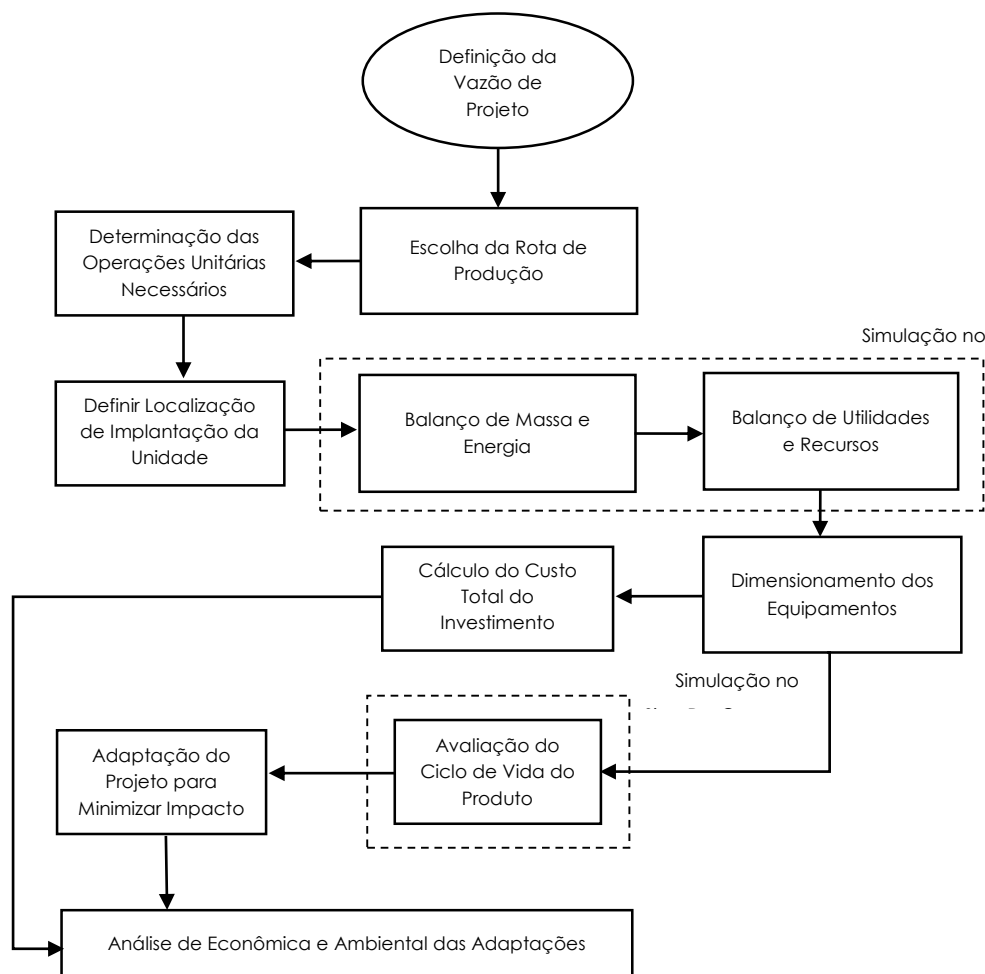 Definição da
Vazão de
Projeto
Determinação das
Operações Unitárias
Necessários
Escolha da Rota de
Produção
Simulação no
Definir Localização
de Implantação da
Unidade
Balanço de Massa e
Energia
Balanço de Utilidades
e Recursos
Cálculo do Custo
Total do
Investimento
Dimensionamento dos
Equipamentos
Simulação no
Adaptação do
Projeto para
Minimizar Impacto
Avaliação do
Ciclo de Vida do
Produto
Análise de Econômica e Ambiental das Adaptações